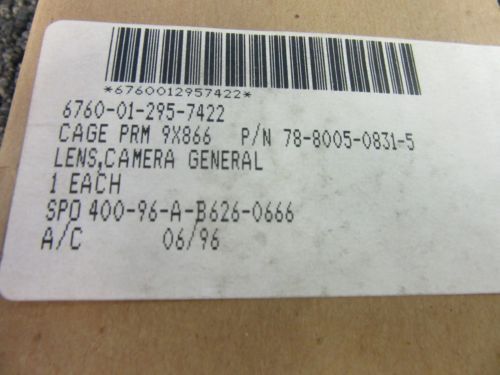 *6760012957422*
6760-01-295-7422
CAGE PRM 9X866 P/N 78-8005-0831-5
LENS,CAMERA GENERAL
1 EACH
SPO 400-96-A-B626-0666
A/C 06/96